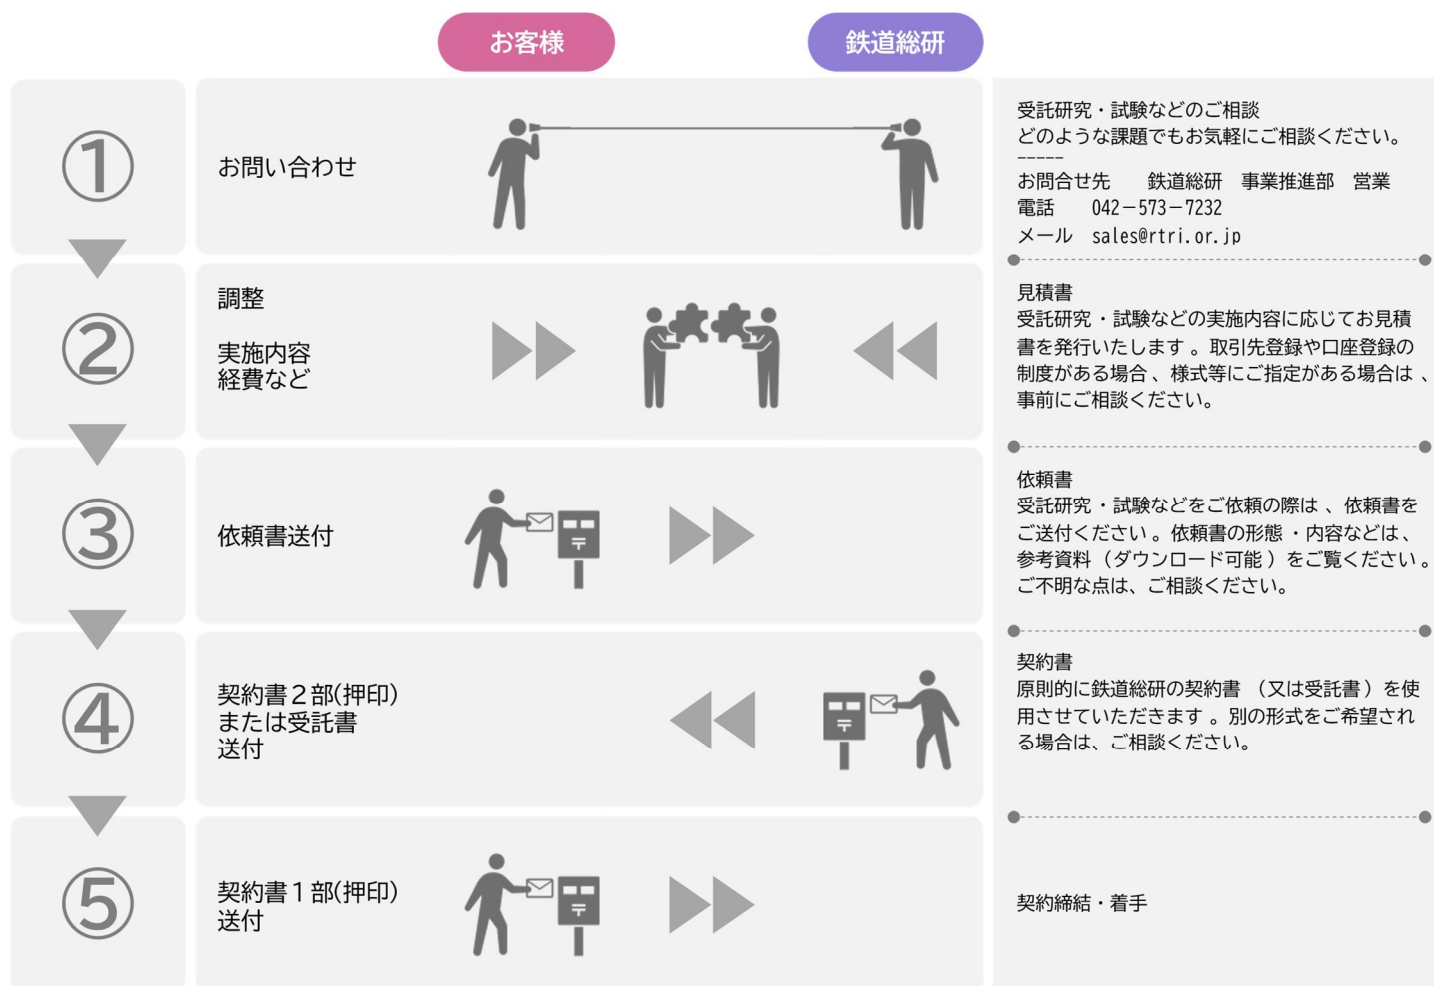 お客様
鉄道総研
①
お問い合わせ
受託研究・試験などのご相談
どのような課題でもお気軽にご相談ください。
-----
お問合せ先　鉄道総研　事業推進部　営業
電話　042－573－7232
メール　sales@rtri.or.jp
②
調整
実施内容
経費など
見積書
受託研究・試験などの実施内容に応じてお見積
書を発行いたします。取引先登録や口座登録の
制度がある場合、様式等にご指定がある場合は、
事前にご相談ください。
③
依頼書送付
依頼書
受託研究・試験などをご依頼の際は、依頼書を
ご送付ください。依頼書の形態・内容などは、
参考資料（ダウンロード可能）をご覧ください。
ご不明な点は、ご相談ください。
④
契約書２部(押印)
または受託書
送付
契約書
原則的に鉄道総研の契約書（又は受託書）を使
用させていただきます。別の形式をご希望され
る場合は、ご相談ください。
⑤
契約書１部(押印)
送付
契約締結・着手